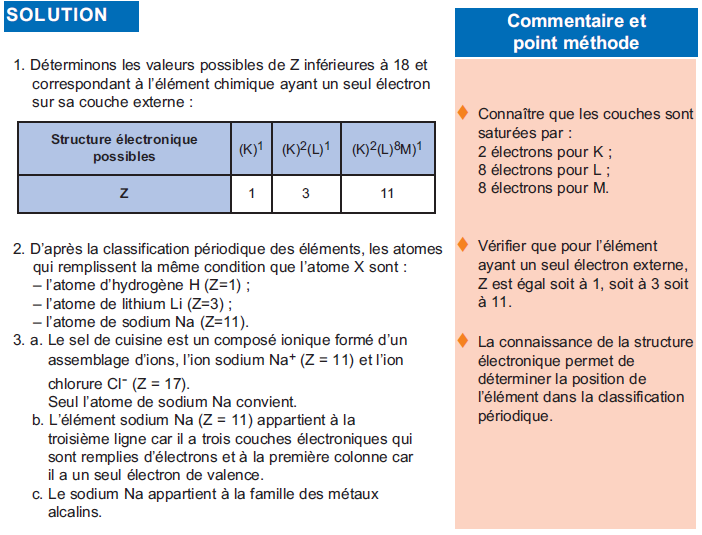 SOLUTION
1. Déterminons les valeurs possibles de Z inférieures à 18 et
correspondant à l'élément chimique ayant un seul électron
sur sa couche externe :
Structure électronique
possibles
(K)1 (K)2(L)1 (K)2(L)8M)1
Z 1 3 11
2. D'après la classification périodique des éléments, les atomes
qui remplissent la même condition que l'atome X sont :
– l'atome d'hydrogène H (Z=1) ;
– l'atome de lithium Li (Z=3) ;
– l'atome de sodium Na (Z=11).
3. a. Le sel de cuisine est un composé ionique formé d'un
assemblage d'ions, l'ion sodium Na+ (Z = 11) et l'ion
chlorure Cl- (Z = 17).
Seul l'atome de sodium Na convient.
b. L'élément sodium Na (Z = 11) appartient à la
troisième ligne car il a trois couches électroniques qui
sont remplies d'électrons et à la première colonne car
il a un seul électron de valence.
c. Le sodium Na appartient à la famille des métaux
alcalins.
Commentaire et
point méthode
Connaître que les couches sont
saturées par :
2 électrons pour K ;
8 électrons pour L ;
8 électrons pour M.
Vérifier que pour l'élément
ayant un seul électron externe,
Z est égal soit à 1, soit à 3 soit
à 11.
La connaissance de la structure
électronique permet de
déterminer la position de
l'élément dans la classification
périodique.